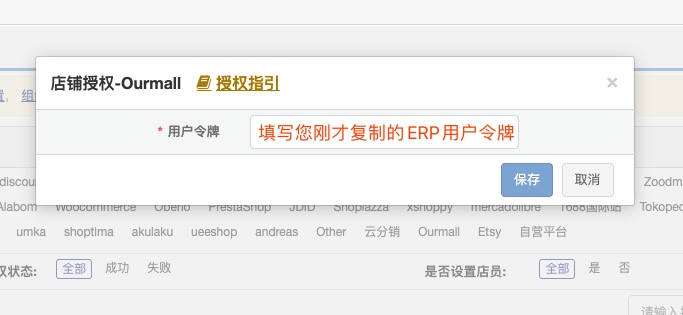 店铺授权-Ourmall 授权指引 ×
置, 组
* 用户令牌 填写您刚才复制的ERP用户令牌
保存 取消
discou Zoodm
Alabom Woocommerce Oberlo PrestaShop JDID Shoplazza xshoppy mercadolibre 1688国际站 Tokoped
umka shoptima akulaku ueeshop andreas Other 云分销 Ourmall Etsy 自营平台
权状态: 全部 成功 失败 是否设置店员: 全部 是 否
请输入